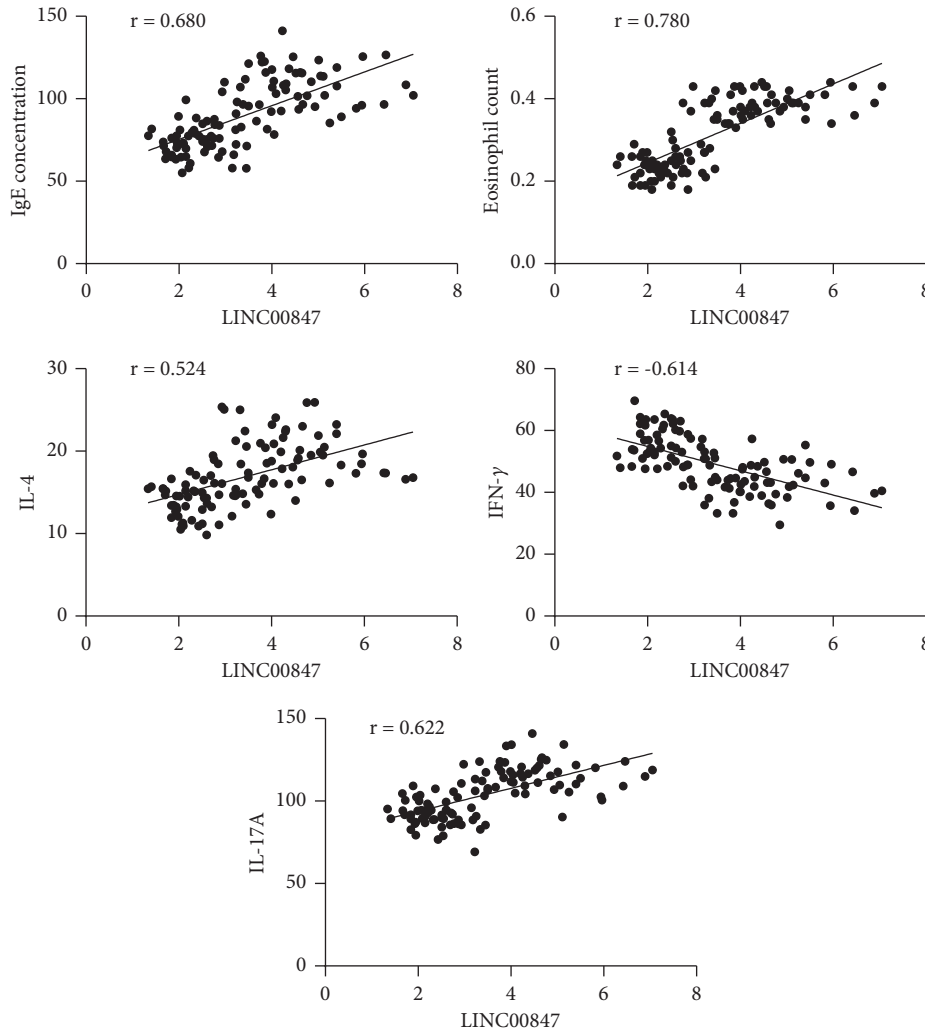 r = 0.680
IgE concentration
150
100
50
0
0 2 4 6 8
LINC00847
r = 0.780
Eosinophil count
0.6
0.4
0.2
0.0
0 2 4 6 8
LINC00847
r = 0.524
IL-4
30
20
10
0
0 2 4 6 8
LINC00847
r = -0.614
IFN-γ
80
60
40
20
0
0 2 4 6 8
LINC00847
r = 0.622
IL-17A
150
100
50
0
0 2 4 6 8
LINC00847